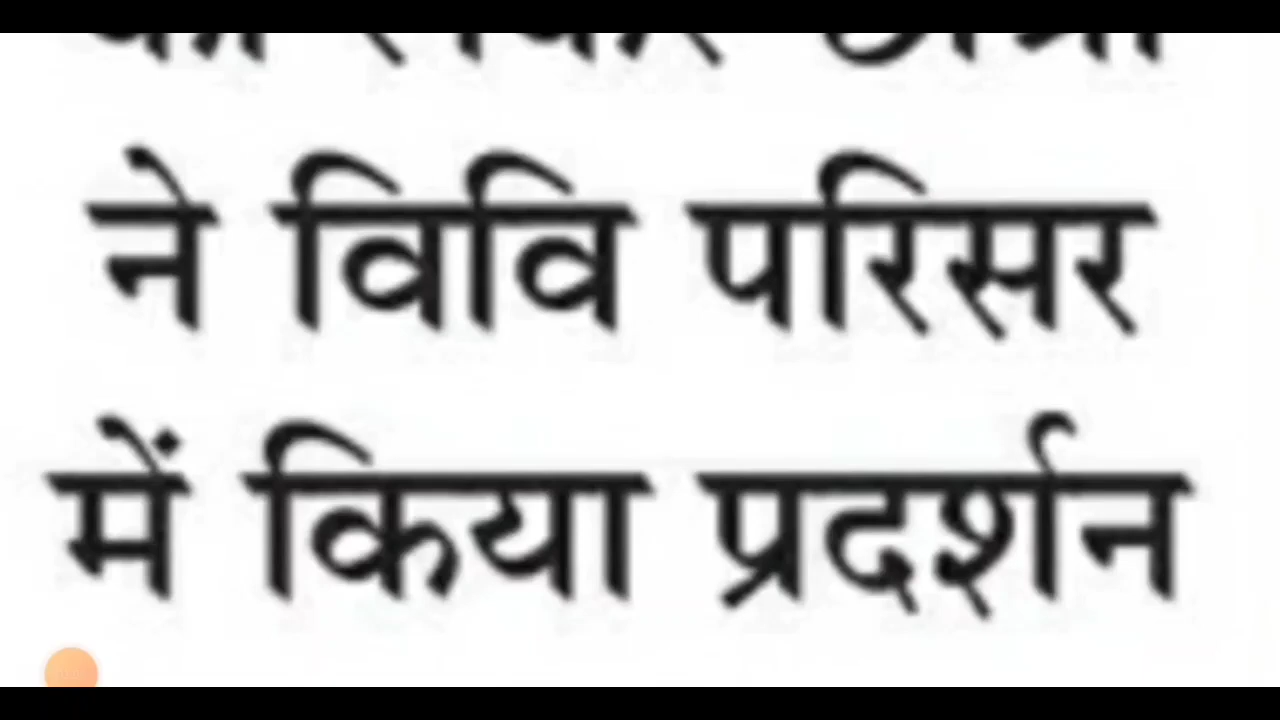 ने विवि परिसर
में किया प्रदर्शन